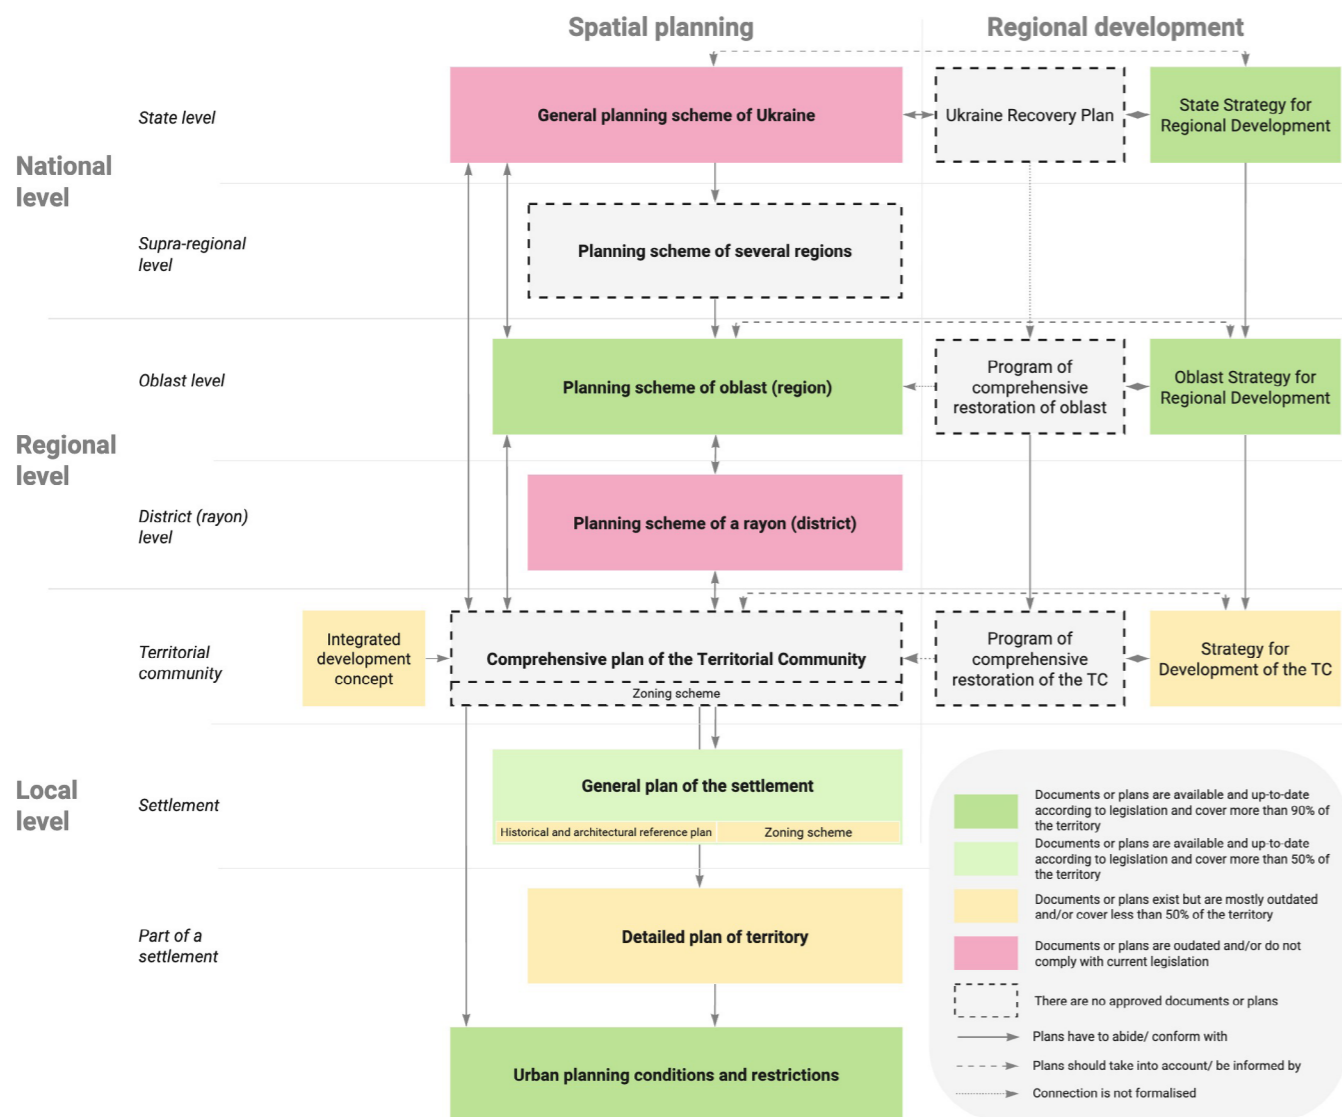 Spatial planning
Regional development
National
level
State level
General planning scheme of Ukraine
Ukraine Recovery Plan
State Strategy for
Regional Development
Supra-regional
level
Planning scheme of several regions
Regional
level
Oblast level
Planning scheme of oblast (region)
Program of
comprehensive
restoration of oblast
Oblast Strategy for
Regional Development
District (rayon)
level
Planning scheme of a rayon (district)
Territorial
community
Integrated
development
concept
Comprehensive plan of the Territorial Community
Zoning scheme
Program of
comprehensive
restoration of the TC
Strategy for
Development of the TC
Local
level
Settlement
General plan of the settlement
Historical and architectural reference plan
Zoning scheme
Part of a
settlement
Detailed plan of territory
Urban planning conditions and restrictions
Documents or plans are available and up-to-date
according to legislation and cover more than 90% of
the territory
Documents or plans are available and up-to-date
according to legislation and cover more than 50% of
the territory
Documents or plans exist but are mostly outdated
and/or cover less than 50% of the territory
Documents or plans are oudated and/or do not
comply with current legislation
There are no approved documents or plans
Plans have to abide/ conform with
Plans should take into account/ be informed by
Connection is not formalised